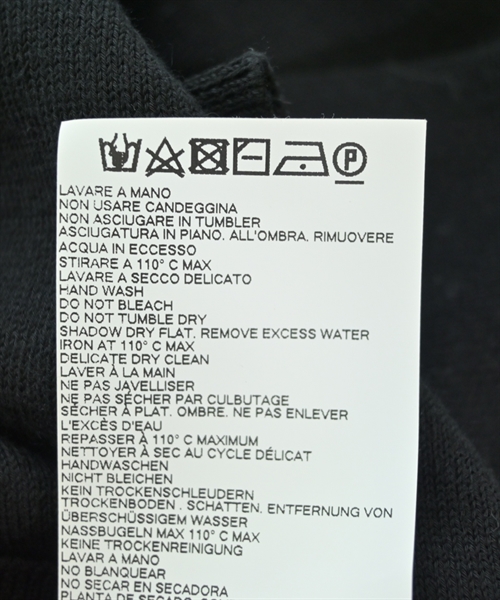 P
LAVARE A MANO
NON USARE CANDEGGINA
NON ASCIUGARE IN TUMBLER
ASCIUGATURA IN PIANO. ALL'OMBRA. RIMUOVERE
ACQUA IN ECCESSO
STIRARE A 110° C MAX
LAVARE A SECCO DELICATO
HAND WASH
DO NOT BLEACH
DO NOT TUMBLE DRY
SHADOW DRY FLAT. REMOVE EXCESS WATER
IRON AT 110° C MAX
DELICATE DRY CLEAN
LAVER À LA MAIN
NE PAS JAVELLISER
NE PAS SÉCHER PAR CULBUTAGE
SÉCHER À PLAT. OMBRE. NE PAS ENLEVER
L'EXCÈS D'EAU
REPASSER À 110° C MAXIMUM
NETTOYER À SEC AU CYCLE DÉLICAT
HANDWASCHEN
NICHT BLEICHEN
KEIN TROCKENSCHLEUDERN
TROCKENBODEN . SCHATTEN. ENTFERNUNG VON
ÜBERSCHÜSSIGEM WASSER
NASSBUGELN MAX 110° C MAX
KEINE TROCKENREINIGUNG
LAVAR A MANO
NO BLANQUEAR
NO SECAR EN SECADORA
PLANTA DE SECADO.